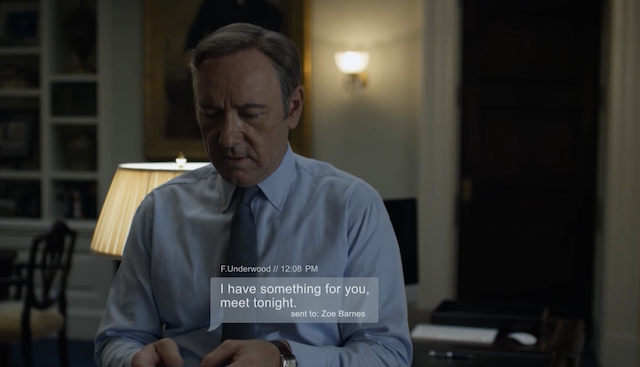 F.Underwood // 12:08 PM
I have something for you,
meet tonight.
sent to: Zoe Barnes